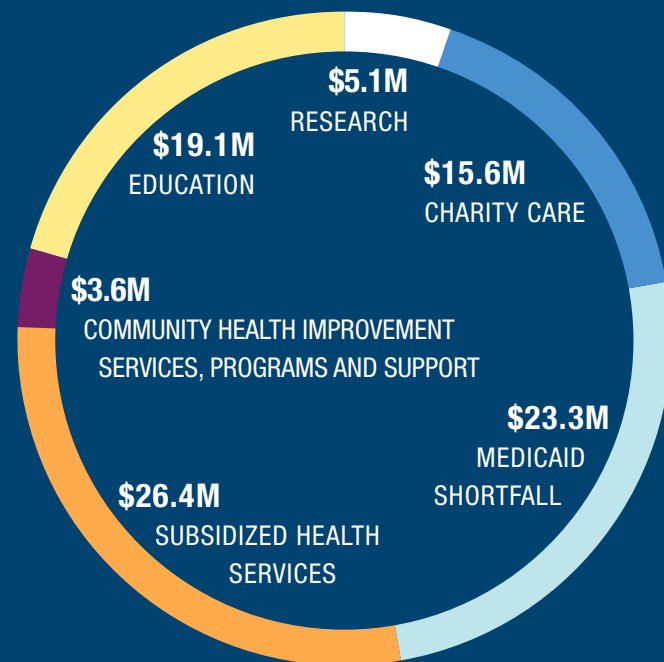 $5.1M
RESEARCH
$19.1M
EDUCATION
$15.6M
CHARITY CARE
$3.6M
COMMUNITY HEALTH IMPROVEMENT
SERVICES, PROGRAMS AND SUPPORT
$23.3M
MEDICAID
SHORTFALL
$26.4M
SUBSIDIZED HEALTH
SERVICES